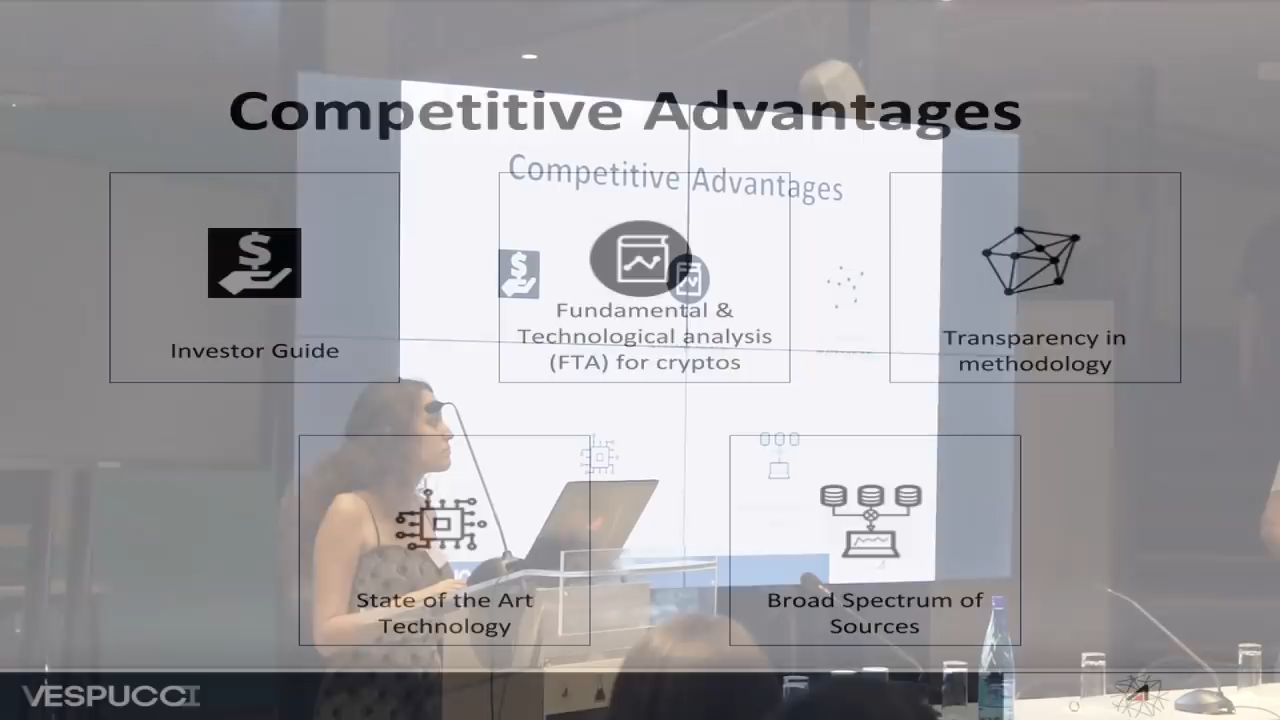 Competitive Advantages
Competitive Advantages
Investor Guide
Fundamental &
Technological analysis
(FTA) for cryptos
Transparency in
methodology
State of the Art
Technology
Broad Spectrum of
Sources
VESPUCCI